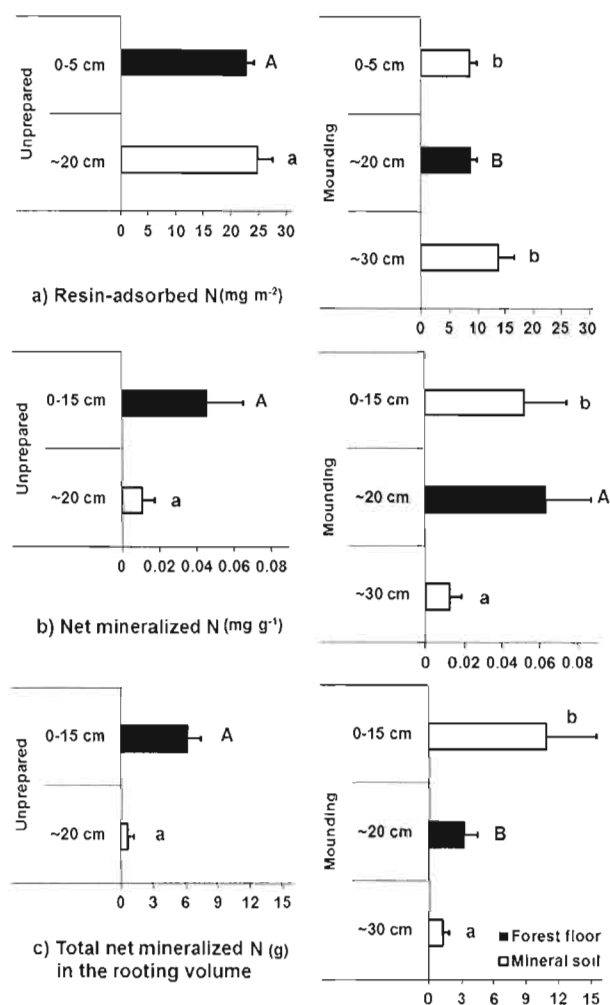 Unprepared
0-5 cm
A
~20 cm
a
0 5 10 15 20 25 30
Mounding
0-5 cm
b
~20 cm
B
~30 cm
b
0 5 10 15 20 25 30
a) Resin-adsorbed N (mg m⁻²)
Unprepared
0-15 cm
A
~20 cm
a
0 0.02 0.04 0.06 0.08
Mounding
0-15 cm
b
~20 cm
A
~30 cm
a
0 0.02 0.04 0.06 0.08
b) Net mineralized N (mg g⁻¹)
Unprepared
0-15 cm
A
~20 cm
a
0 3 6 9 12 15
Mounding
0-15 cm
b
~20 cm
B
~30 cm
a
0 3 6 9 12 15
Forest floor
Mineral soil
c) Total net mineralized N (g)
in the rooting volume